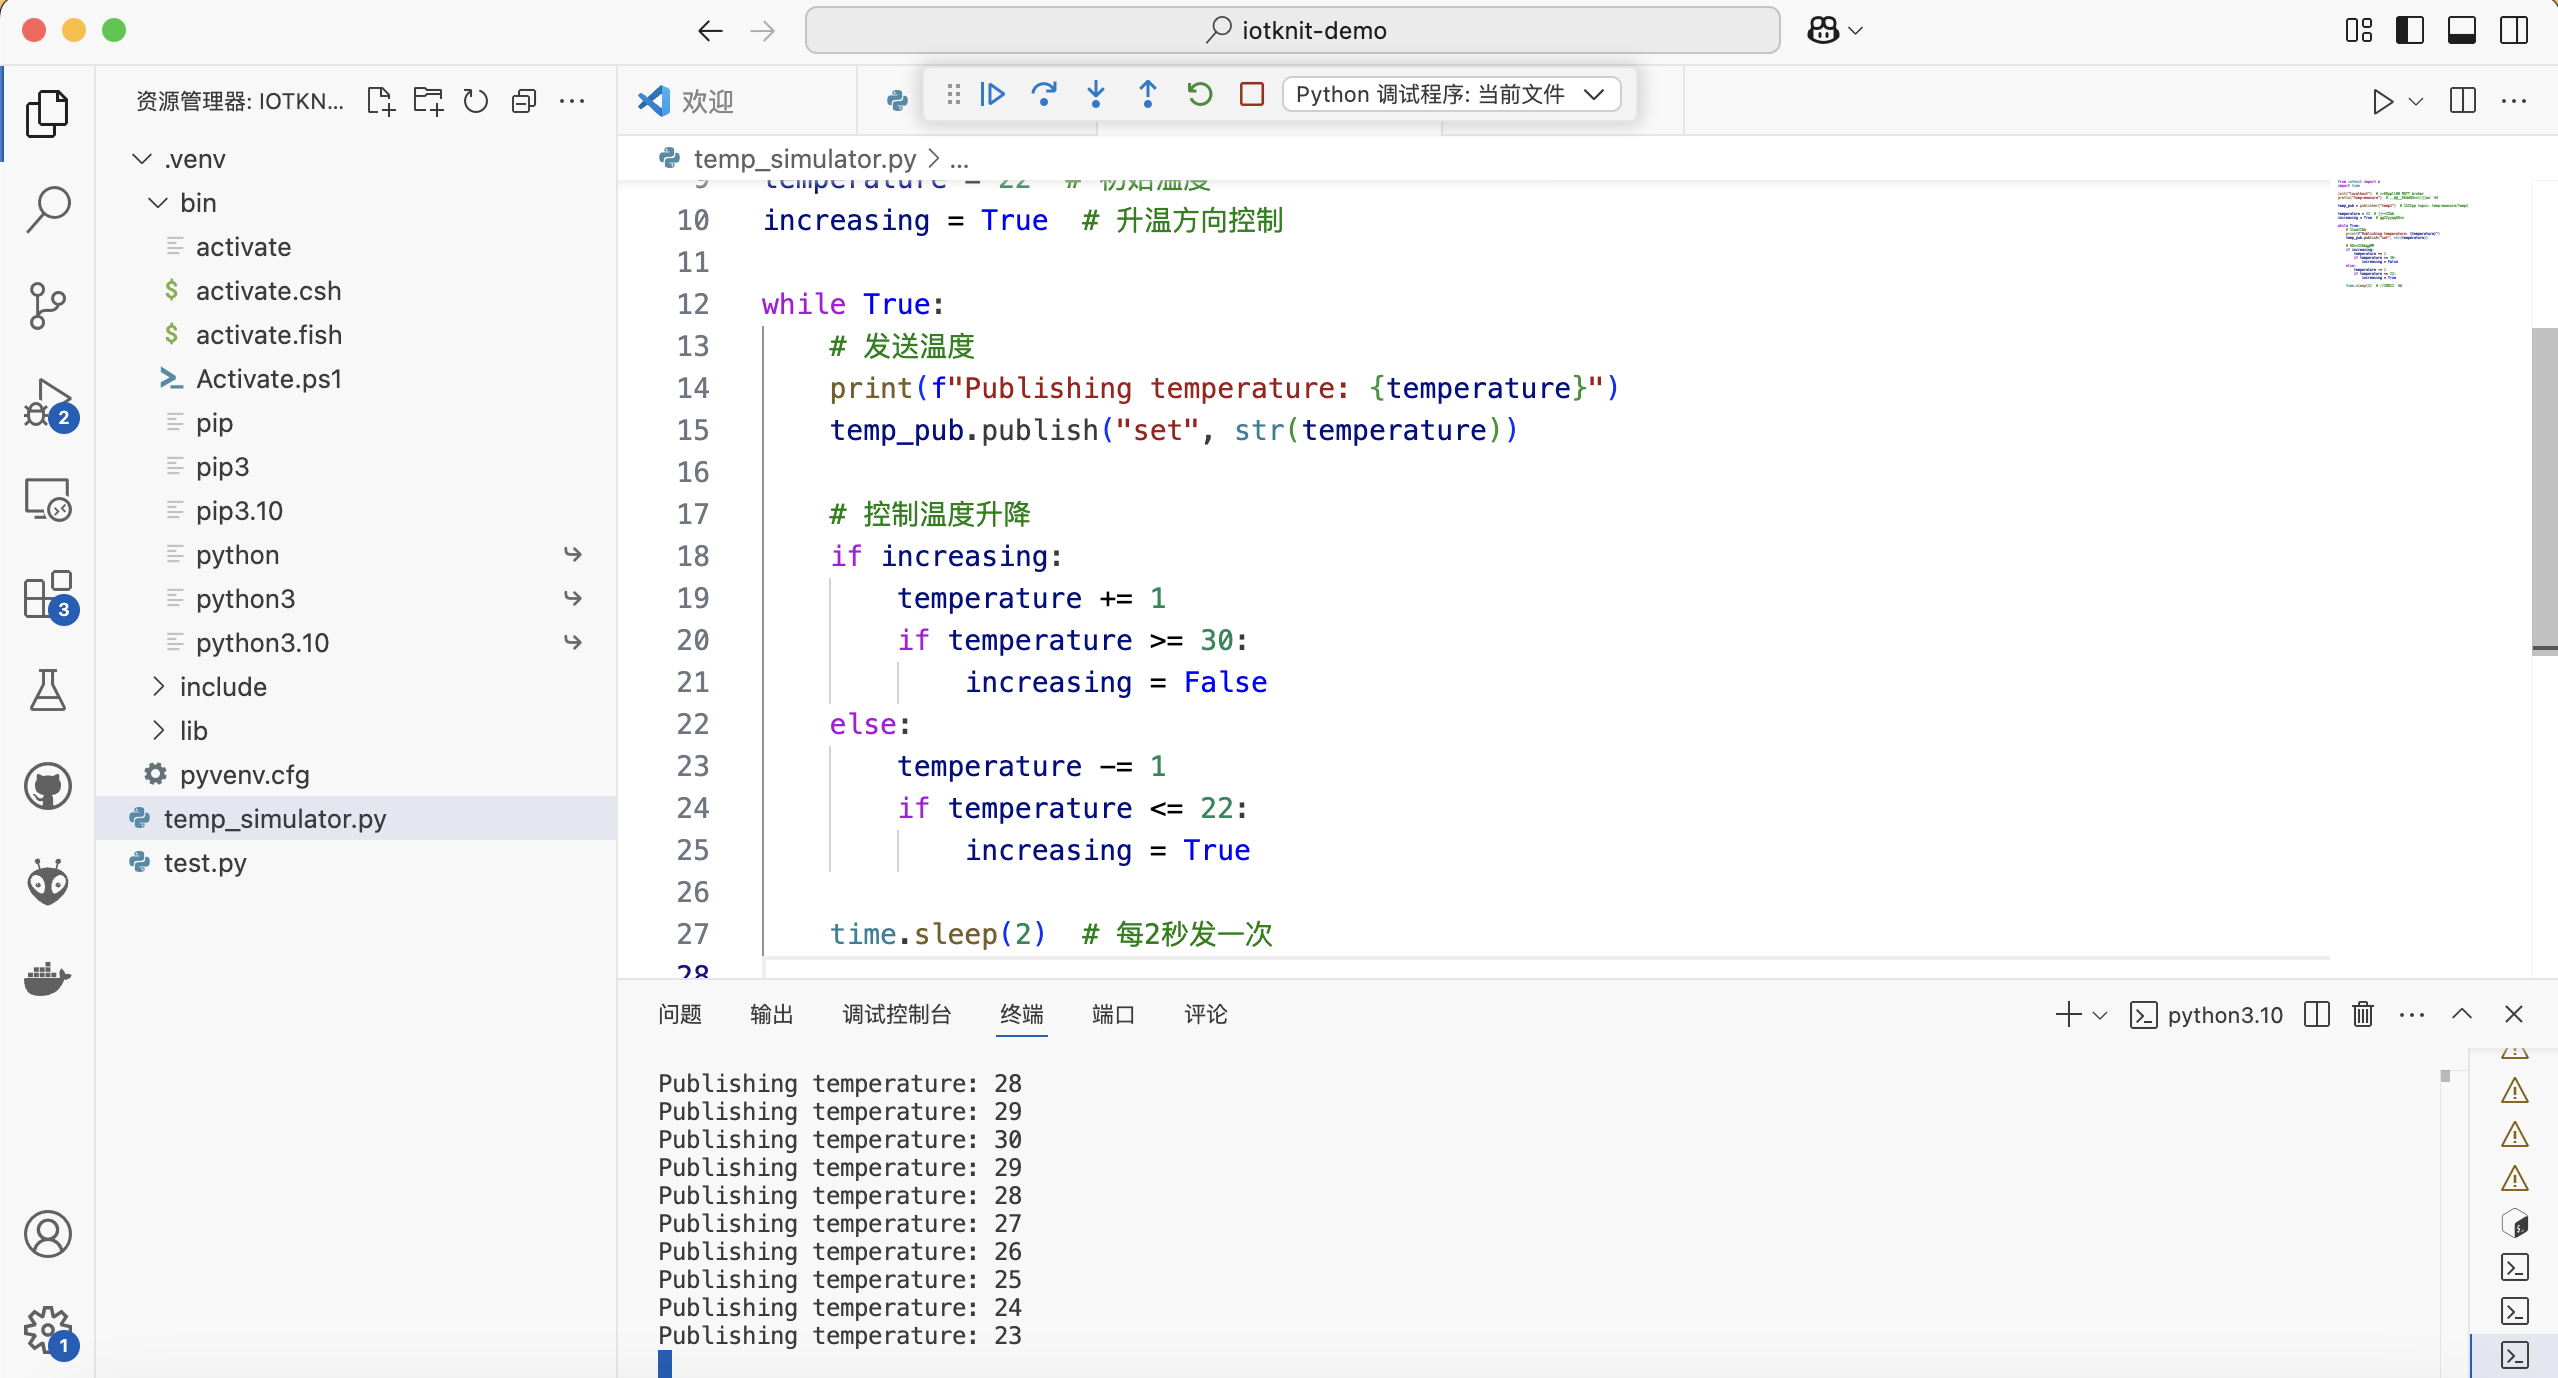 iotknit-demo
资源管理器: IOTKN...
欢迎
Python 调试程序: 当前文件
temp_simulator.py > ...
.venv
bin
activate
$ activate.csh
$ activate.fish
Activate.ps1
pip
pip3
pip3.10
python
python3
python3.10
include
lib
pyvenv.cfg
temp_simulator.py
test.py
2
3
1
9 temperature = 22  # 初始温度
10 increasing = True  # 升温方向控制
11
12 while True:
13     # 发送温度
14     print(f"Publishing temperature: {temperature}")
15     temp_pub.publish("set", str(temperature))
16
17     # 控制温度升降
18     if increasing:
19         temperature += 1
20         if temperature >= 30:
21             increasing = False
22     else:
23         temperature -= 1
24         if temperature <= 22:
25             increasing = True
26
27     time.sleep(2)  # 每2秒发一次
28
问题 输出 调试控制台 终端 端口 评论
python3.10
Publishing temperature: 28
Publishing temperature: 29
Publishing temperature: 30
Publishing temperature: 29
Publishing temperature: 28
Publishing temperature: 27
Publishing temperature: 26
Publishing temperature: 25
Publishing temperature: 24
Publishing temperature: 23